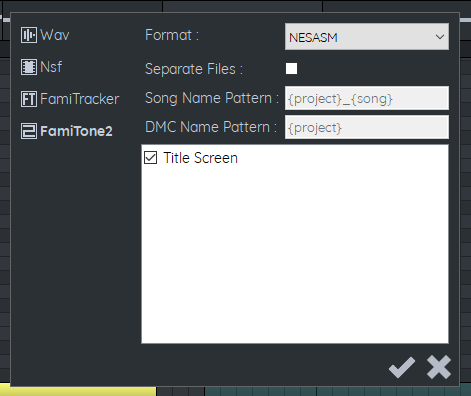 Wav
Nsf
FamiTracker
FamiTone2
Format :
NESASM
Separate Files :
Song Name Pattern :
{project}_{song}
DMC Name Pattern :
{project}
Title Screen